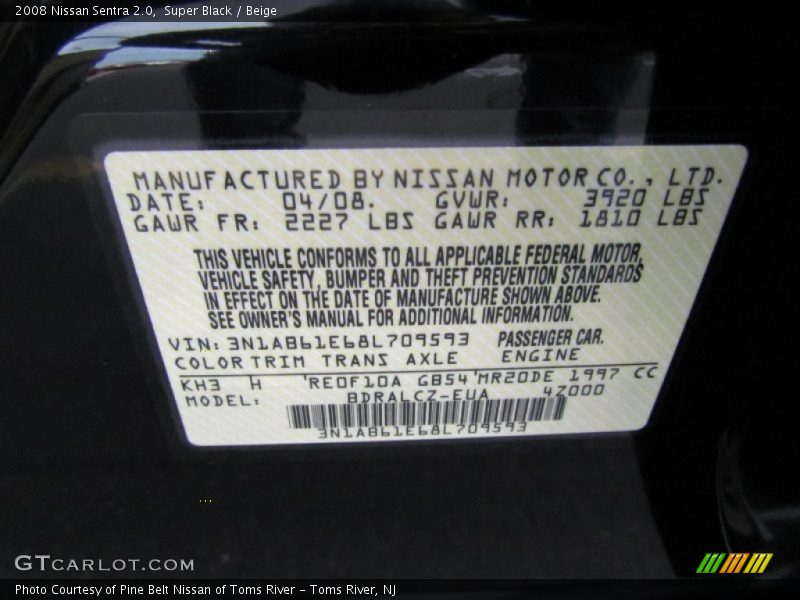 2008 Nissan Sentra 2.0, Super Black / Beige
MANUFACTURED BY NISSAN MOTOR CO., LTD.
DATE: 04/08. GVWR: 3920 LBS
GAWR FR: 2227 LBS GAWR RR: 1810 LBS
THIS VEHICLE CONFORMS TO ALL APPLICABLE FEDERAL MOTOR
VEHICLE SAFETY, BUMPER AND THEFT PREVENTION STANDARDS
IN EFFECT ON THE DATE OF MANUFACTURE SHOWN ABOVE.
SEE OWNER'S MANUAL FOR ADDITIONAL INFORMATION.
VIN: 3N1AB61E68L709593 PASSENGER CAR.
COLOR TRIM TRANS AXLE ENGINE
KH3 H 'RE0F10A GB54'MR20DE 1997 CC
MODEL: BDRALCZ-EUA 4Z000
3N1AB61E68L709593
GTCARLOT.COM
Photo Courtesy of Pine Belt Nissan of Toms River – Toms River, NJ